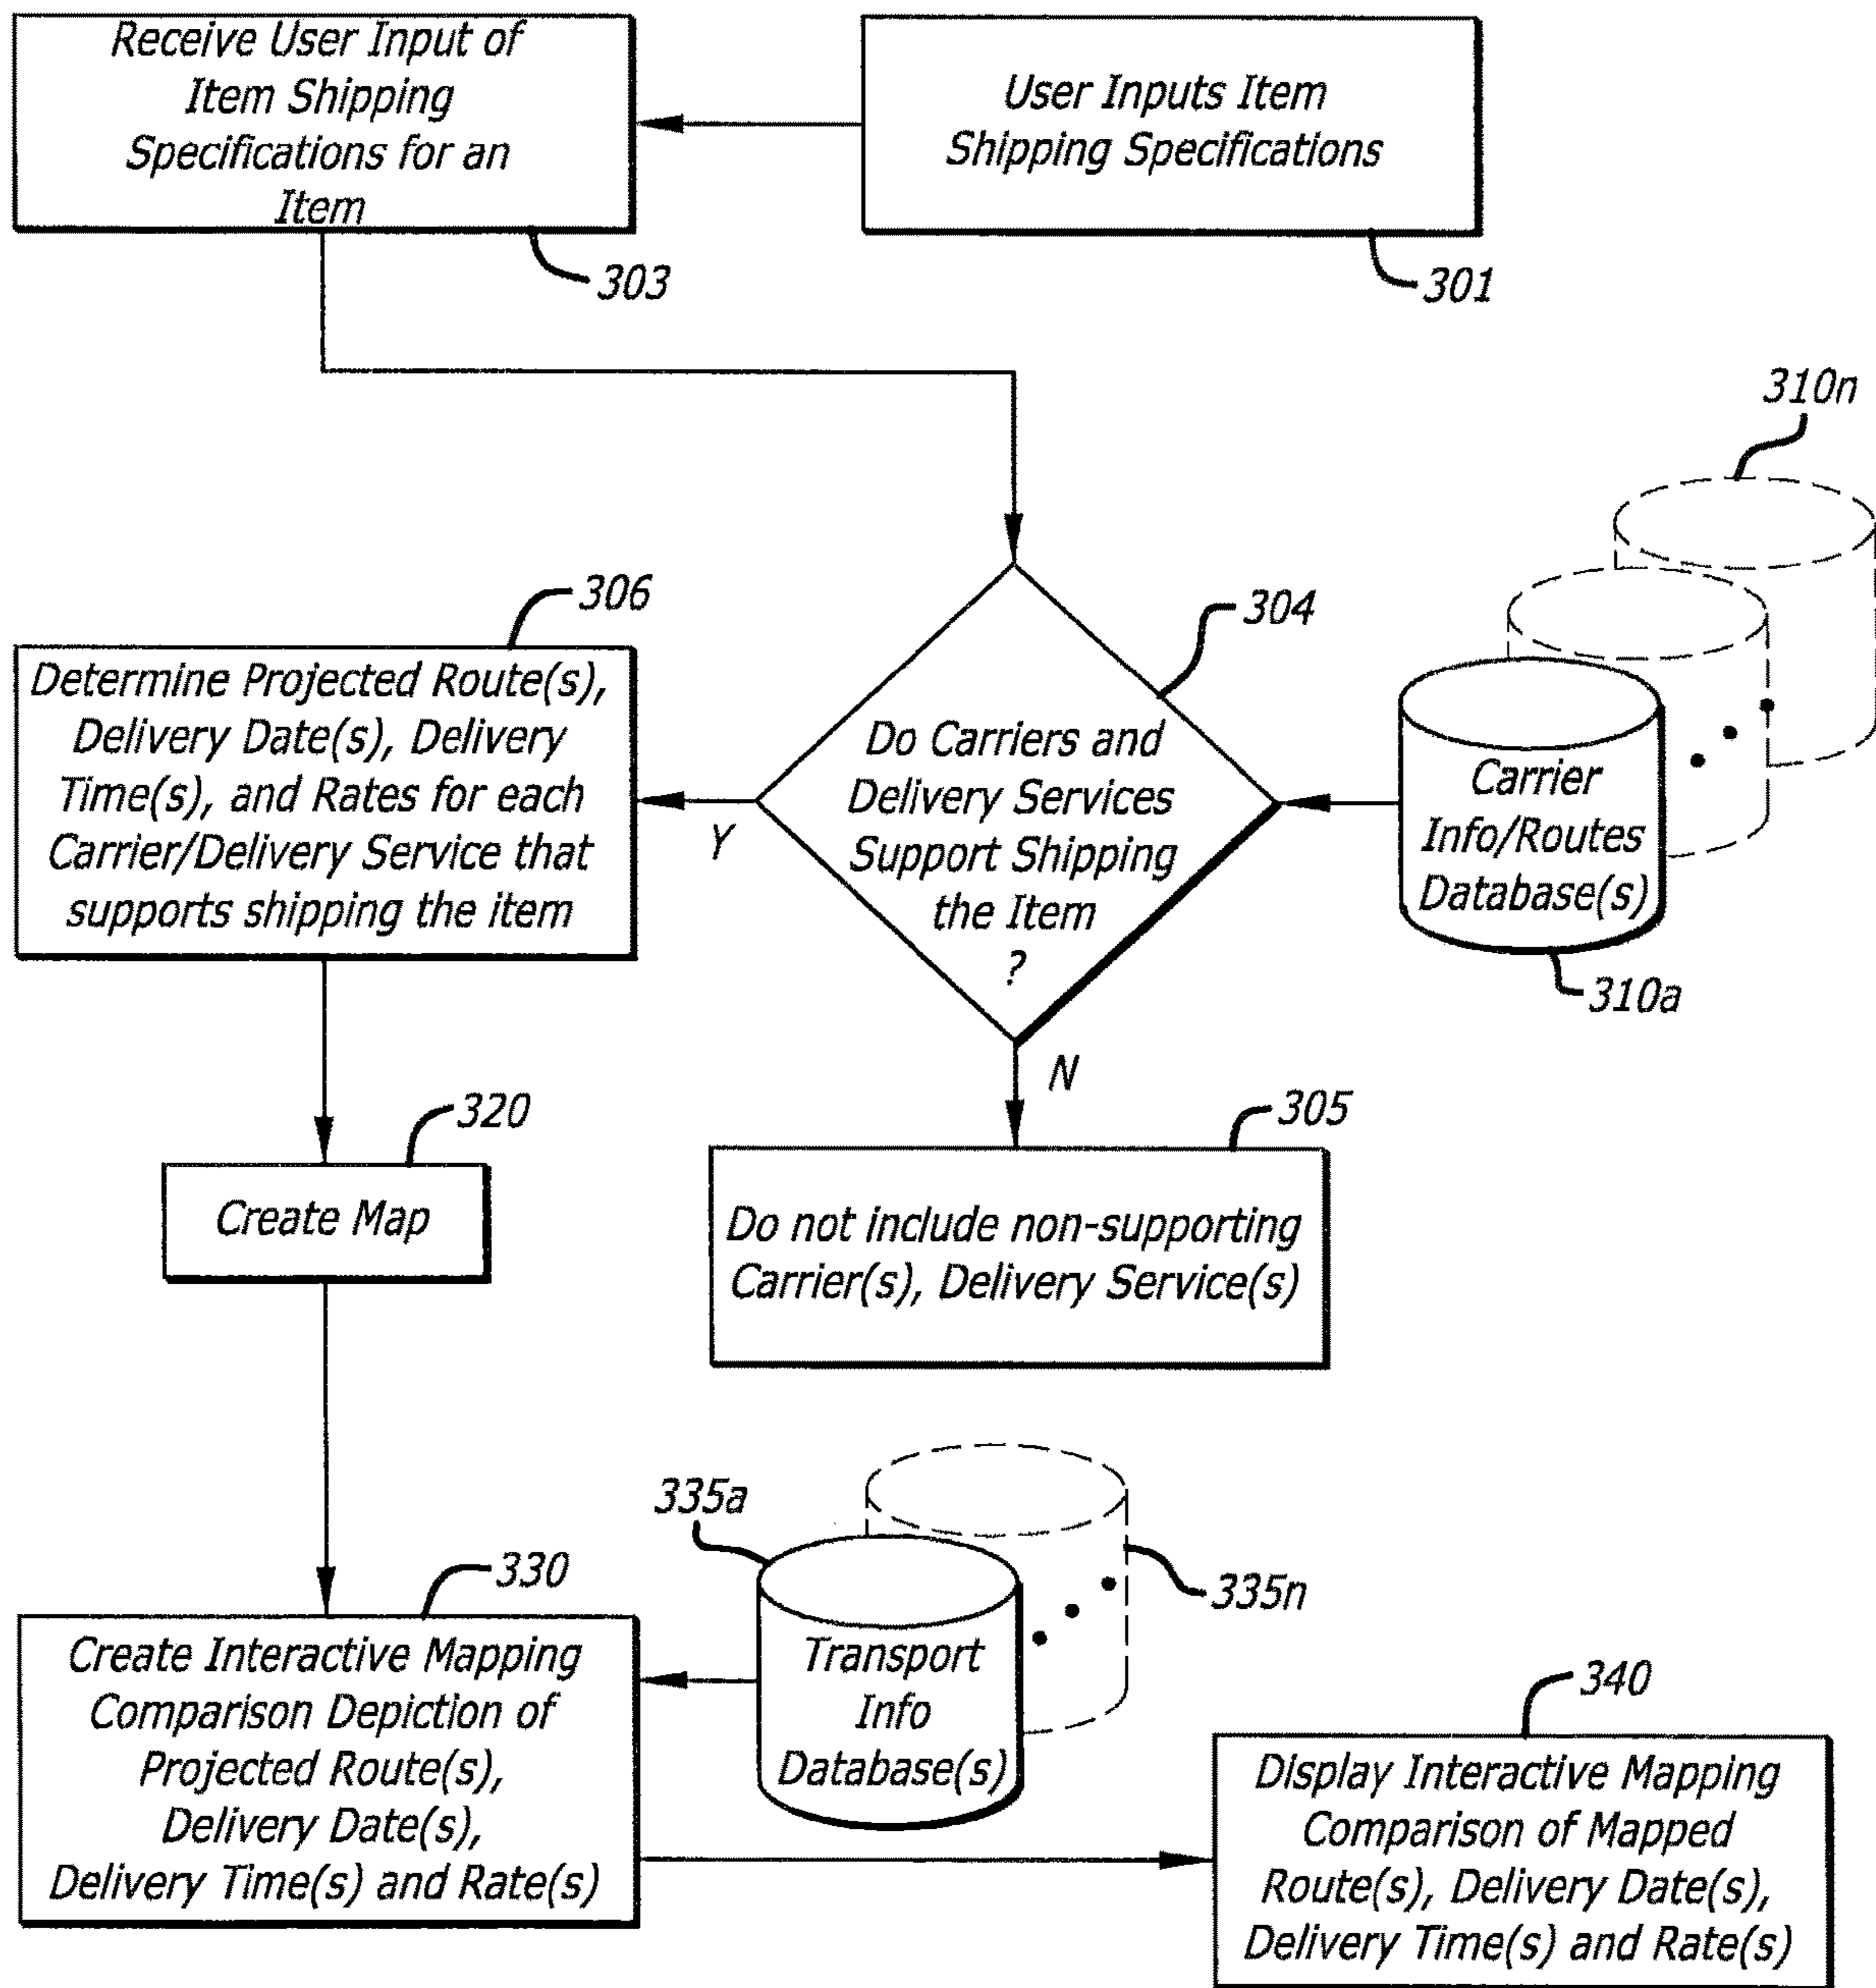 Receive User Input of
Item Shipping
Specifications for an
Item
303
User Inputs Item
Shipping Specifications
301
310n
304
Do Carriers and
Delivery Services
Support Shipping
the Item
?
Y
N
Carrier
Info/Routes
Database(s)
310a
306
Determine Projected Route(s),
Delivery Date(s), Delivery
Time(s), and Rates for each
Carrier/Delivery Service that
supports shipping the item
320
Create Map
305
Do not include non-supporting
Carrier(s), Delivery Service(s)
335a
335n
Transport
Info
Database(s)
330
Create Interactive Mapping
Comparison Depiction of
Projected Route(s),
Delivery Date(s),
Delivery Time(s) and Rate(s)
340
Display Interactive Mapping
Comparison of Mapped
Route(s), Delivery Date(s),
Delivery Time(s) and Rate(s)